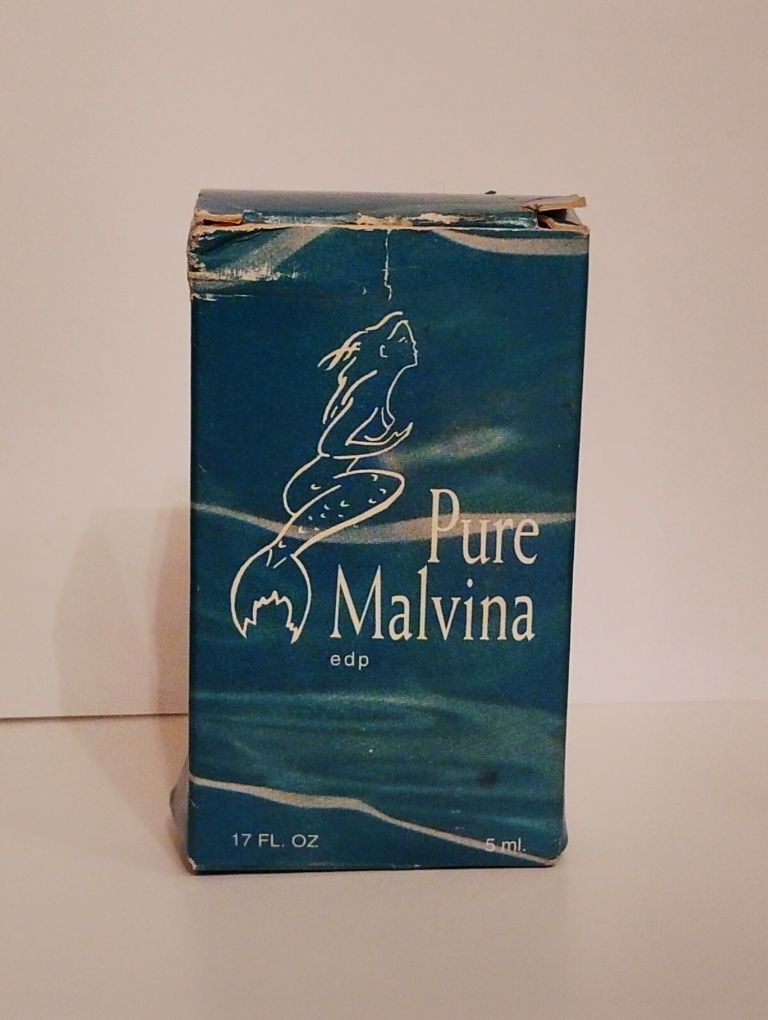 Pure
Malvina
edp
17 FL. OZ
5 ml.